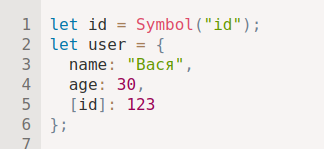 1 let id = Symbol("id");
2 let user = {
3   name: "Вася",
4   age: 30,
5   [id]: 123
6 };
7